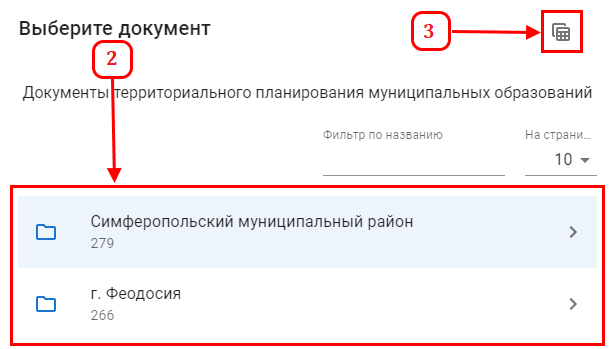 Выберите документ
3
2
Документы территориального планирования муниципальных образований
Фильтр по названию
На страни...
10
Симферопольский муниципальный район
279
г. Феодосия
266